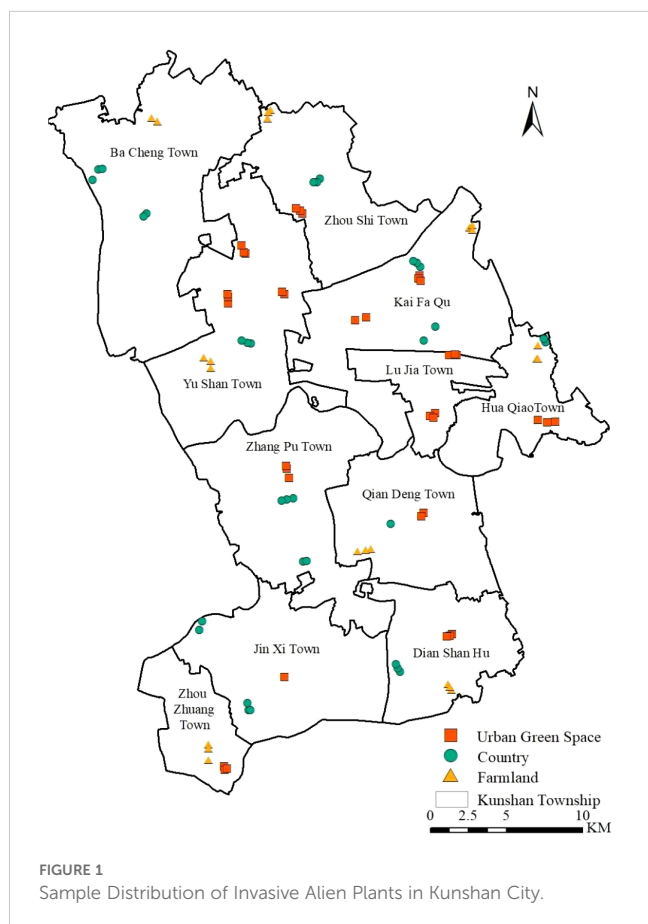 N
Ba Cheng Town
Zhou Shi Town
Kai Fa Qu
Lu Jia Town
Yu Shan Town
Hua QiaoTown
Zhang Pu Town
Qian Deng Town
Jin Xi Town
Dian Shan Hu
Zhou
Zhuang
Town
Urban Green Space
Country
Farmland
Kunshan Township
0 2.5 5 10
KM
FIGURE 1
Sample Distribution of Invasive Alien Plants in Kunshan City.